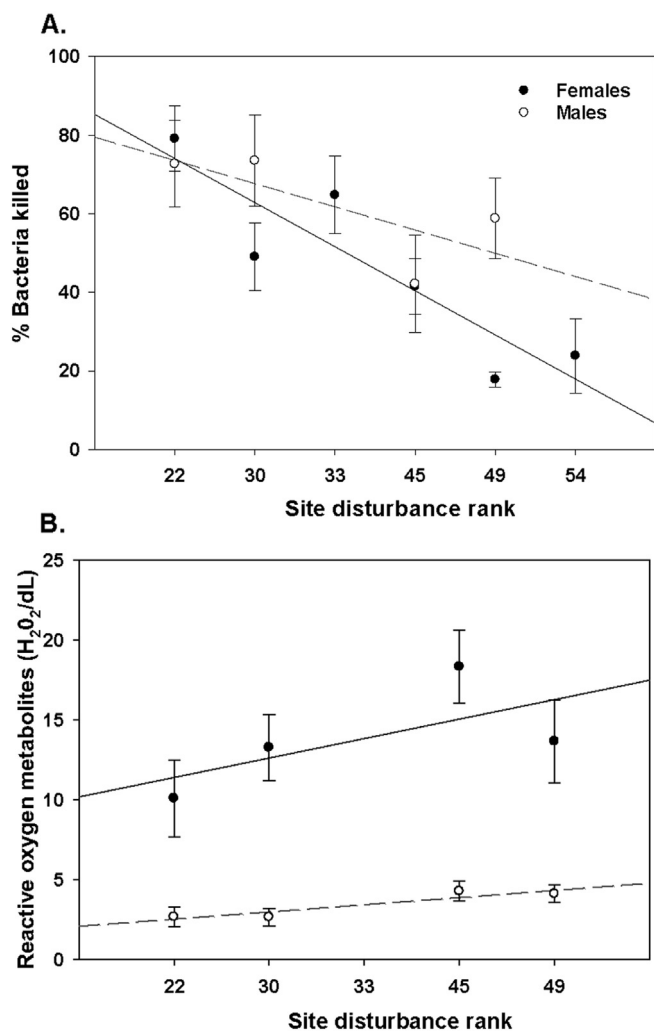 A.
100
80
60
40
20
0
% Bacteria killed
Females
Males
22 30 33 45 49 54
Site disturbance rank
B.
25
20
15
10
5
0
Reactive oxygen metabolites (H₂0₂/dL)
22 30 33 45 49
Site disturbance rank